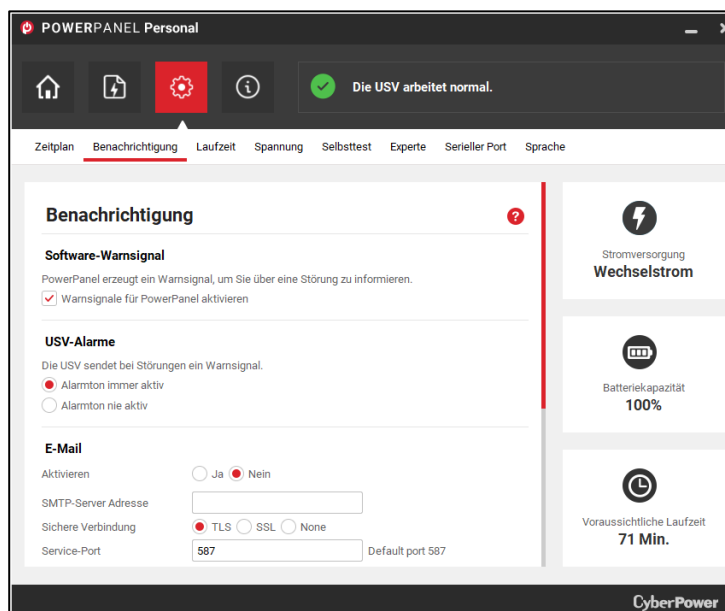 POWERPANEL Personal
Die USV arbeitet normal.
Zeitplan Benachrichtigung Laufzeit Spannung Selbsttest Experte Serieller Port Sprache
Benachrichtigung ?
Software-Warnsignal
PowerPanel erzeugt ein Warnsignal, um Sie über eine Störung zu informieren.
Warnsignale für PowerPanel aktivieren
USV-Alarme
Die USV sendet bei Störungen ein Warnsignal.
Alarmton immer aktiv
Alarmton nie aktiv
E-Mail
Aktivieren Ja Nein
SMTP-Server Adresse
Sichere Verbindung TLS SSL None
Service-Port 587 Default port 587
Stromversorgung
Wechselstrom
Batteriekapazität
100%
Voraussichtliche Laufzeit
71 Min.
CyberPower